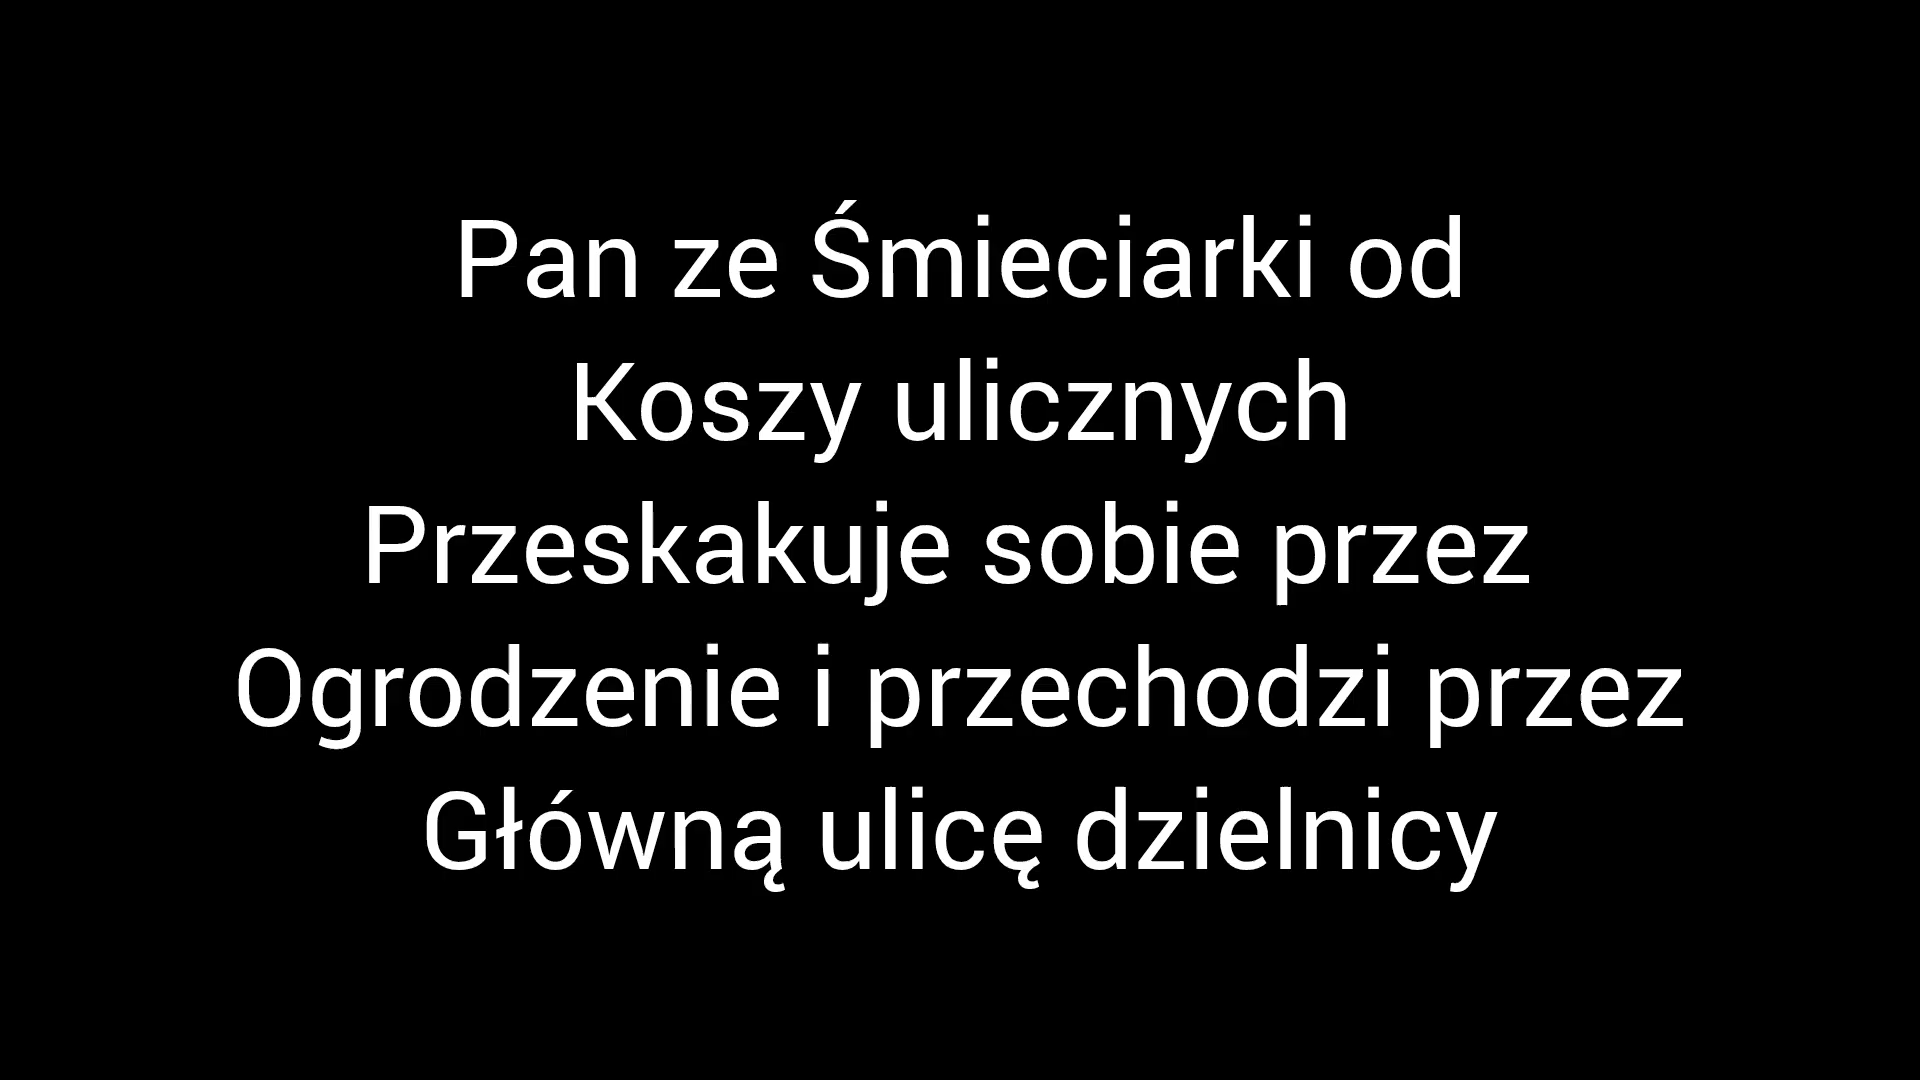 Pan ze Śmieciarki od
Koszy ulicznych
Przeskakuje sobie przez
Ogrodzenie i przechodzi przez
Główną ulicę dzielnicy